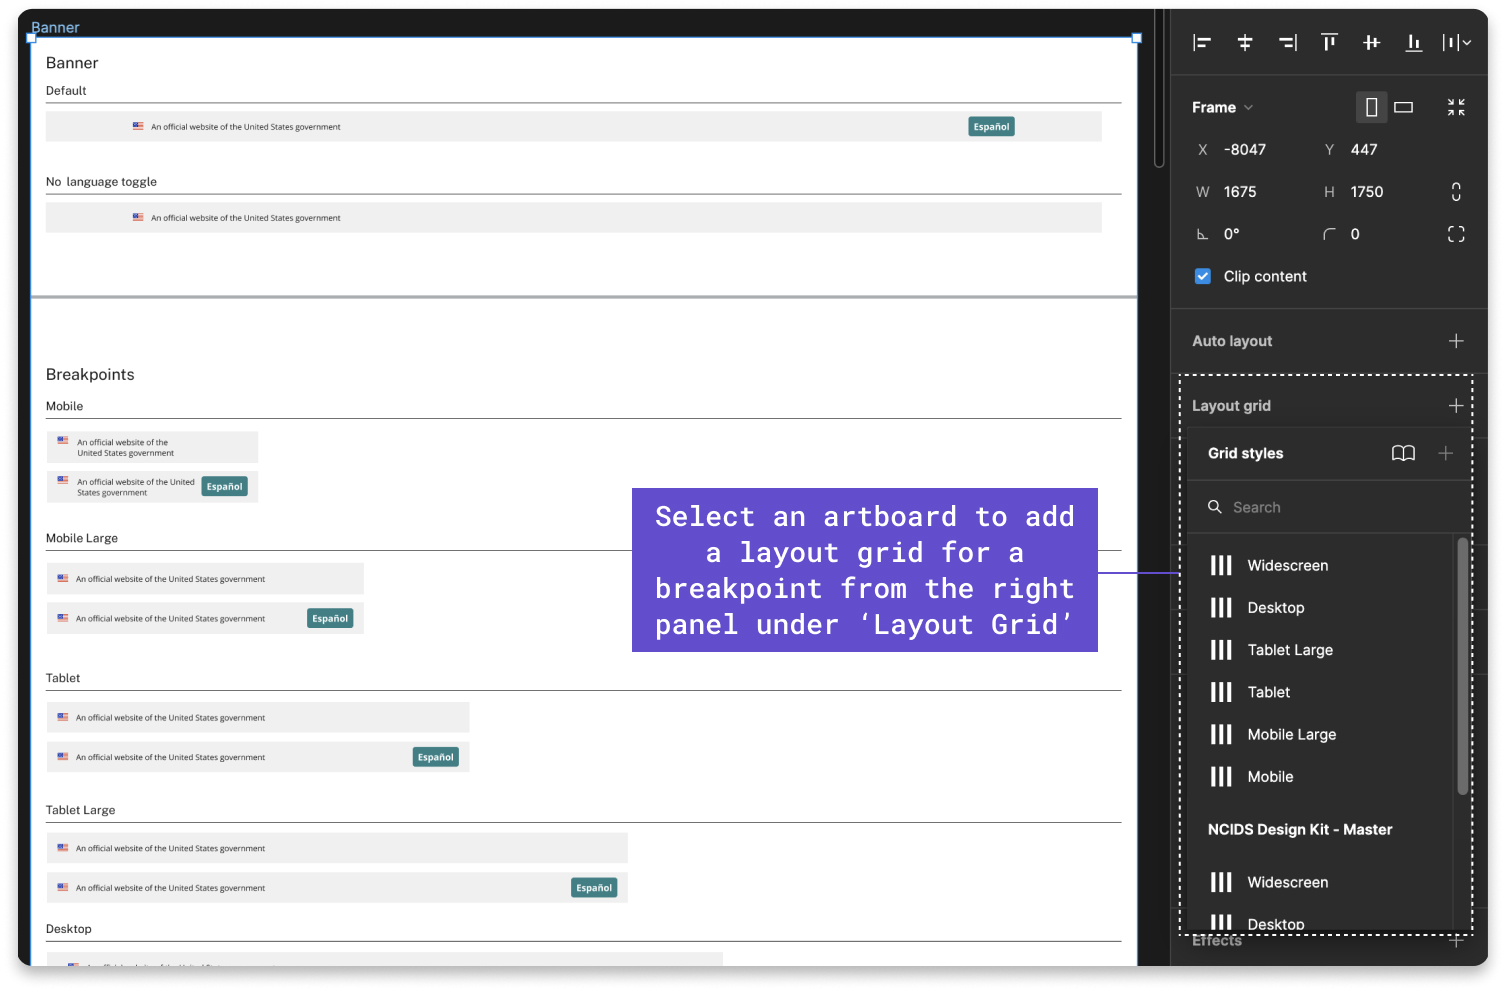 Banner
Banner
Default
An official website of the United States government
Español
No language toggle
An official website of the United States government
Breakpoints
Mobile
An official website of the
United States government
An official website of the United
States government
Español
Mobile Large
An official website of the United States government
An official website of the United States government
Español
Tablet
An official website of the United States government
An official website of the United States government
Español
Tablet Large
An official website of the United States government
An official website of the United States government
Español
Desktop
Select an artboard to add
a layout grid for a
breakpoint from the right
panel under ‘Layout Grid’
Frame
X -8047 Y 447
W 1675 H 1750
0° 0
Clip content
Auto layout
Layout grid
Grid styles
Search
Widescreen
Desktop
Tablet Large
Tablet
Mobile Large
Mobile
NCIDS Design Kit - Master
Widescreen
Desktop
Effects